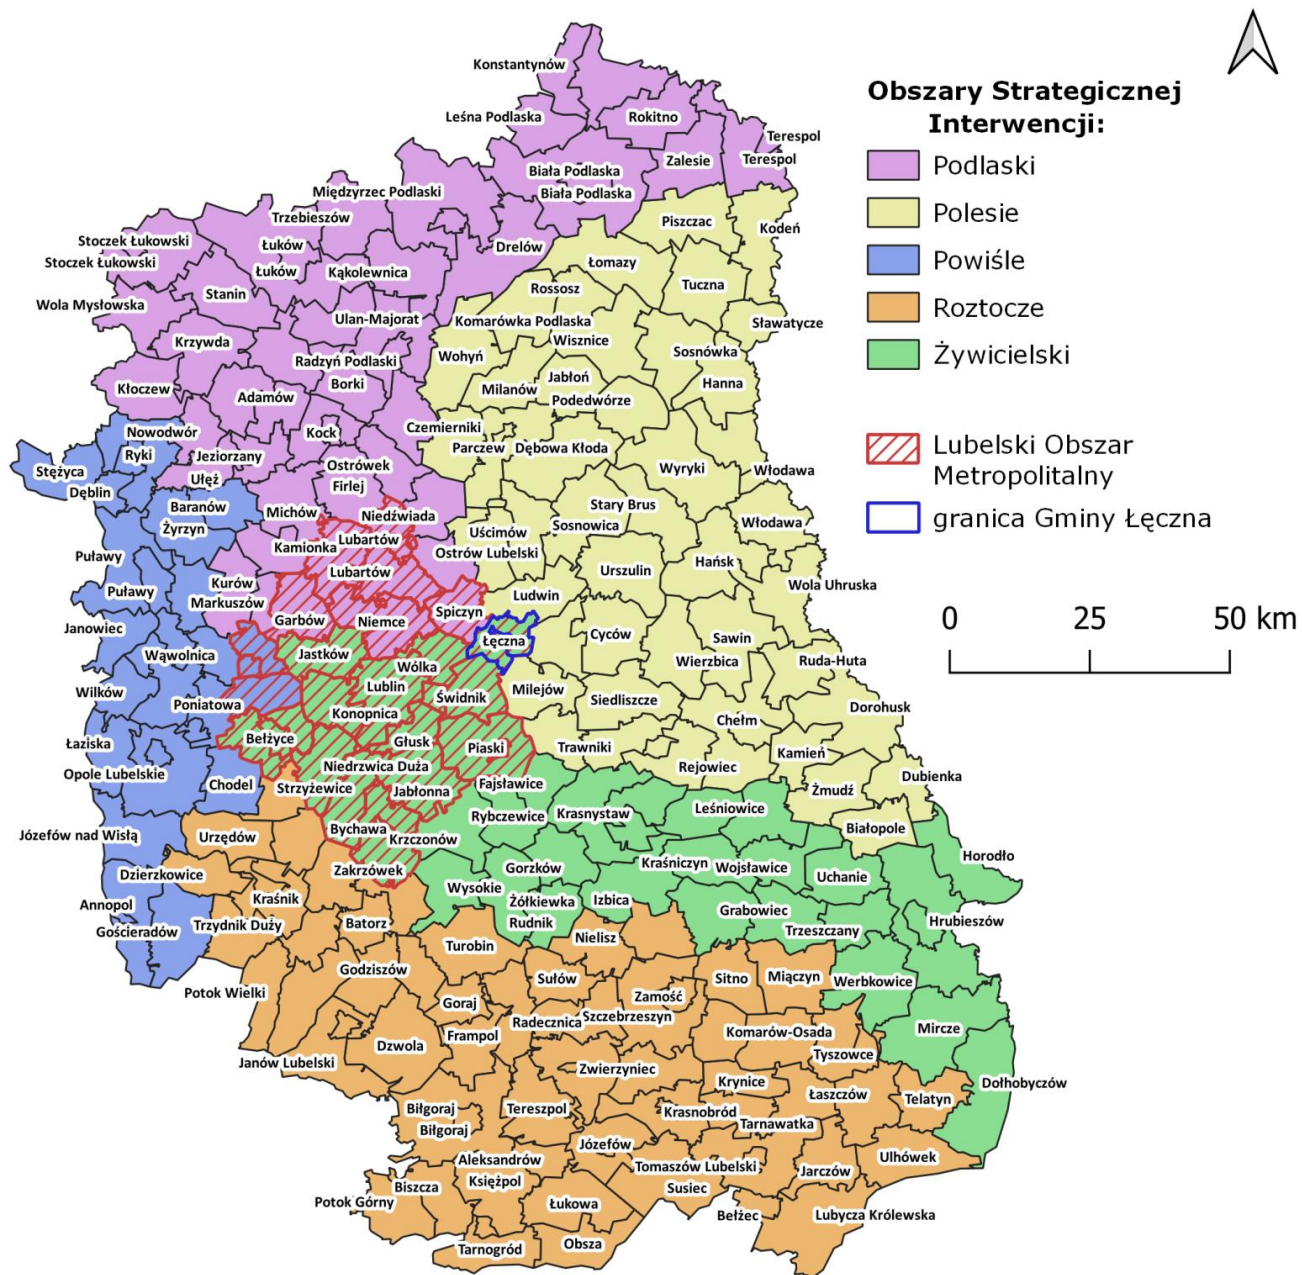 Obszary Strategicznej
Interwencji:
Podlaski
Polesie
Powiśle
Roztocze
Żywicielski
Lubelski Obszar
Metropolitalny
granica Gminy Łęczna
0 25 50 km
Konstantynów
Leśna Podlaska
Rokitno
Terespol
Zalesie
Terespol
Biała Podlaska
Międzyrzec Podlaski
Biała Podlaska
Trzebieszów
Piszczac
Kodeń
Stoczek Łukowski
Łuków
Drelów
Stoczek Łukowski
Łuków
Kąkolewnica
Łomazy
Stanin
Rossosz
Tuczna
Wola Mysłowska
Ulan-Majorat
Komarówka Podlaska
Sławatycze
Krzywda
Wisznice
Radzyń Podlaski
Wohyń
Sosnówka
Kłoczew
Borki
Jabłoń
Hanna
Adamów
Milanów
Podedwórze
Nowodwór
Kock
Czemierniki
Ryki
Jeziorzany
Parczew
Dębowa Kłoda
Stężyca
Ostrówek
Wyryki
Włodawa
Ułęż
Firlej
Dęblin
Baranów
Michów
Niedźwiada
Stary Brus
Żyrzyn
Sosnowica
Włodawa
Lubartów
Uścimów
Kamionka
Ostrów Lubelski
Puławy
Hańsk
Lubartów
Urszulin
Kurów
Wola Uhruska
Puławy
Markuszów
Ludwin
Spiczyn
Garbów
Niemce
Janowiec
Cyców
Sawin
Łęczna
Wąwolnica
Jastków
Wierzbica
Ruda-Huta
Wólka
Wilków
Lublin
Milejów
Poniatowa
Świdnik
Siedliszcze
Dorohusk
Konopnica
Chełm
Łaziska
Bełżyce
Głusk
Piaski
Trawniki
Kamień
Opole Lubelskie
Niedrzwica Duża
Rejowiec
Dubienka
Chodel
Strzyżewice
Jabłonna
Fajsławice
Żmudź
Leśniowice
Rybczewice
Krasnystaw
Józefów nad Wisłą
Urzędów
Bychawa
Białopole
Krzczonów
Horodło
Dzierzkowice
Zakrzówek
Gorzków
Kraśniczyn
Wojsławice
Uchanie
Wysokie
Kraśnik
Żółkiewka
Izbica
Annopol
Grabowiec
Hrubieszów
Gościeradów
Trzydnik Duży
Batorz
Rudnik
Trzeszczany
Turobin
Nielisz
Godziszów
Sułów
Sitno
Miączyn
Werbkowice
Potok Wielki
Zamość
Goraj
Radecznica
Szczebrzeszyn
Mircze
Frampol
Komarów-Osada
Dzwola
Tyszowce
Janów Lubelski
Zwierzyniec
Krynice
Dołhobyczów
Łaszczów
Telatyn
Biłgoraj
Tereszpol
Krasnobród
Biłgoraj
Tarnawatka
Józefów
Aleksandrów
Tomaszów Lubelski
Ulhówek
Księżpol
Jarczów
Biszcza
Susiec
Potok Górny
Łukowa
Bełżec
Lubycza Królewska
Tarnogród
Obsza